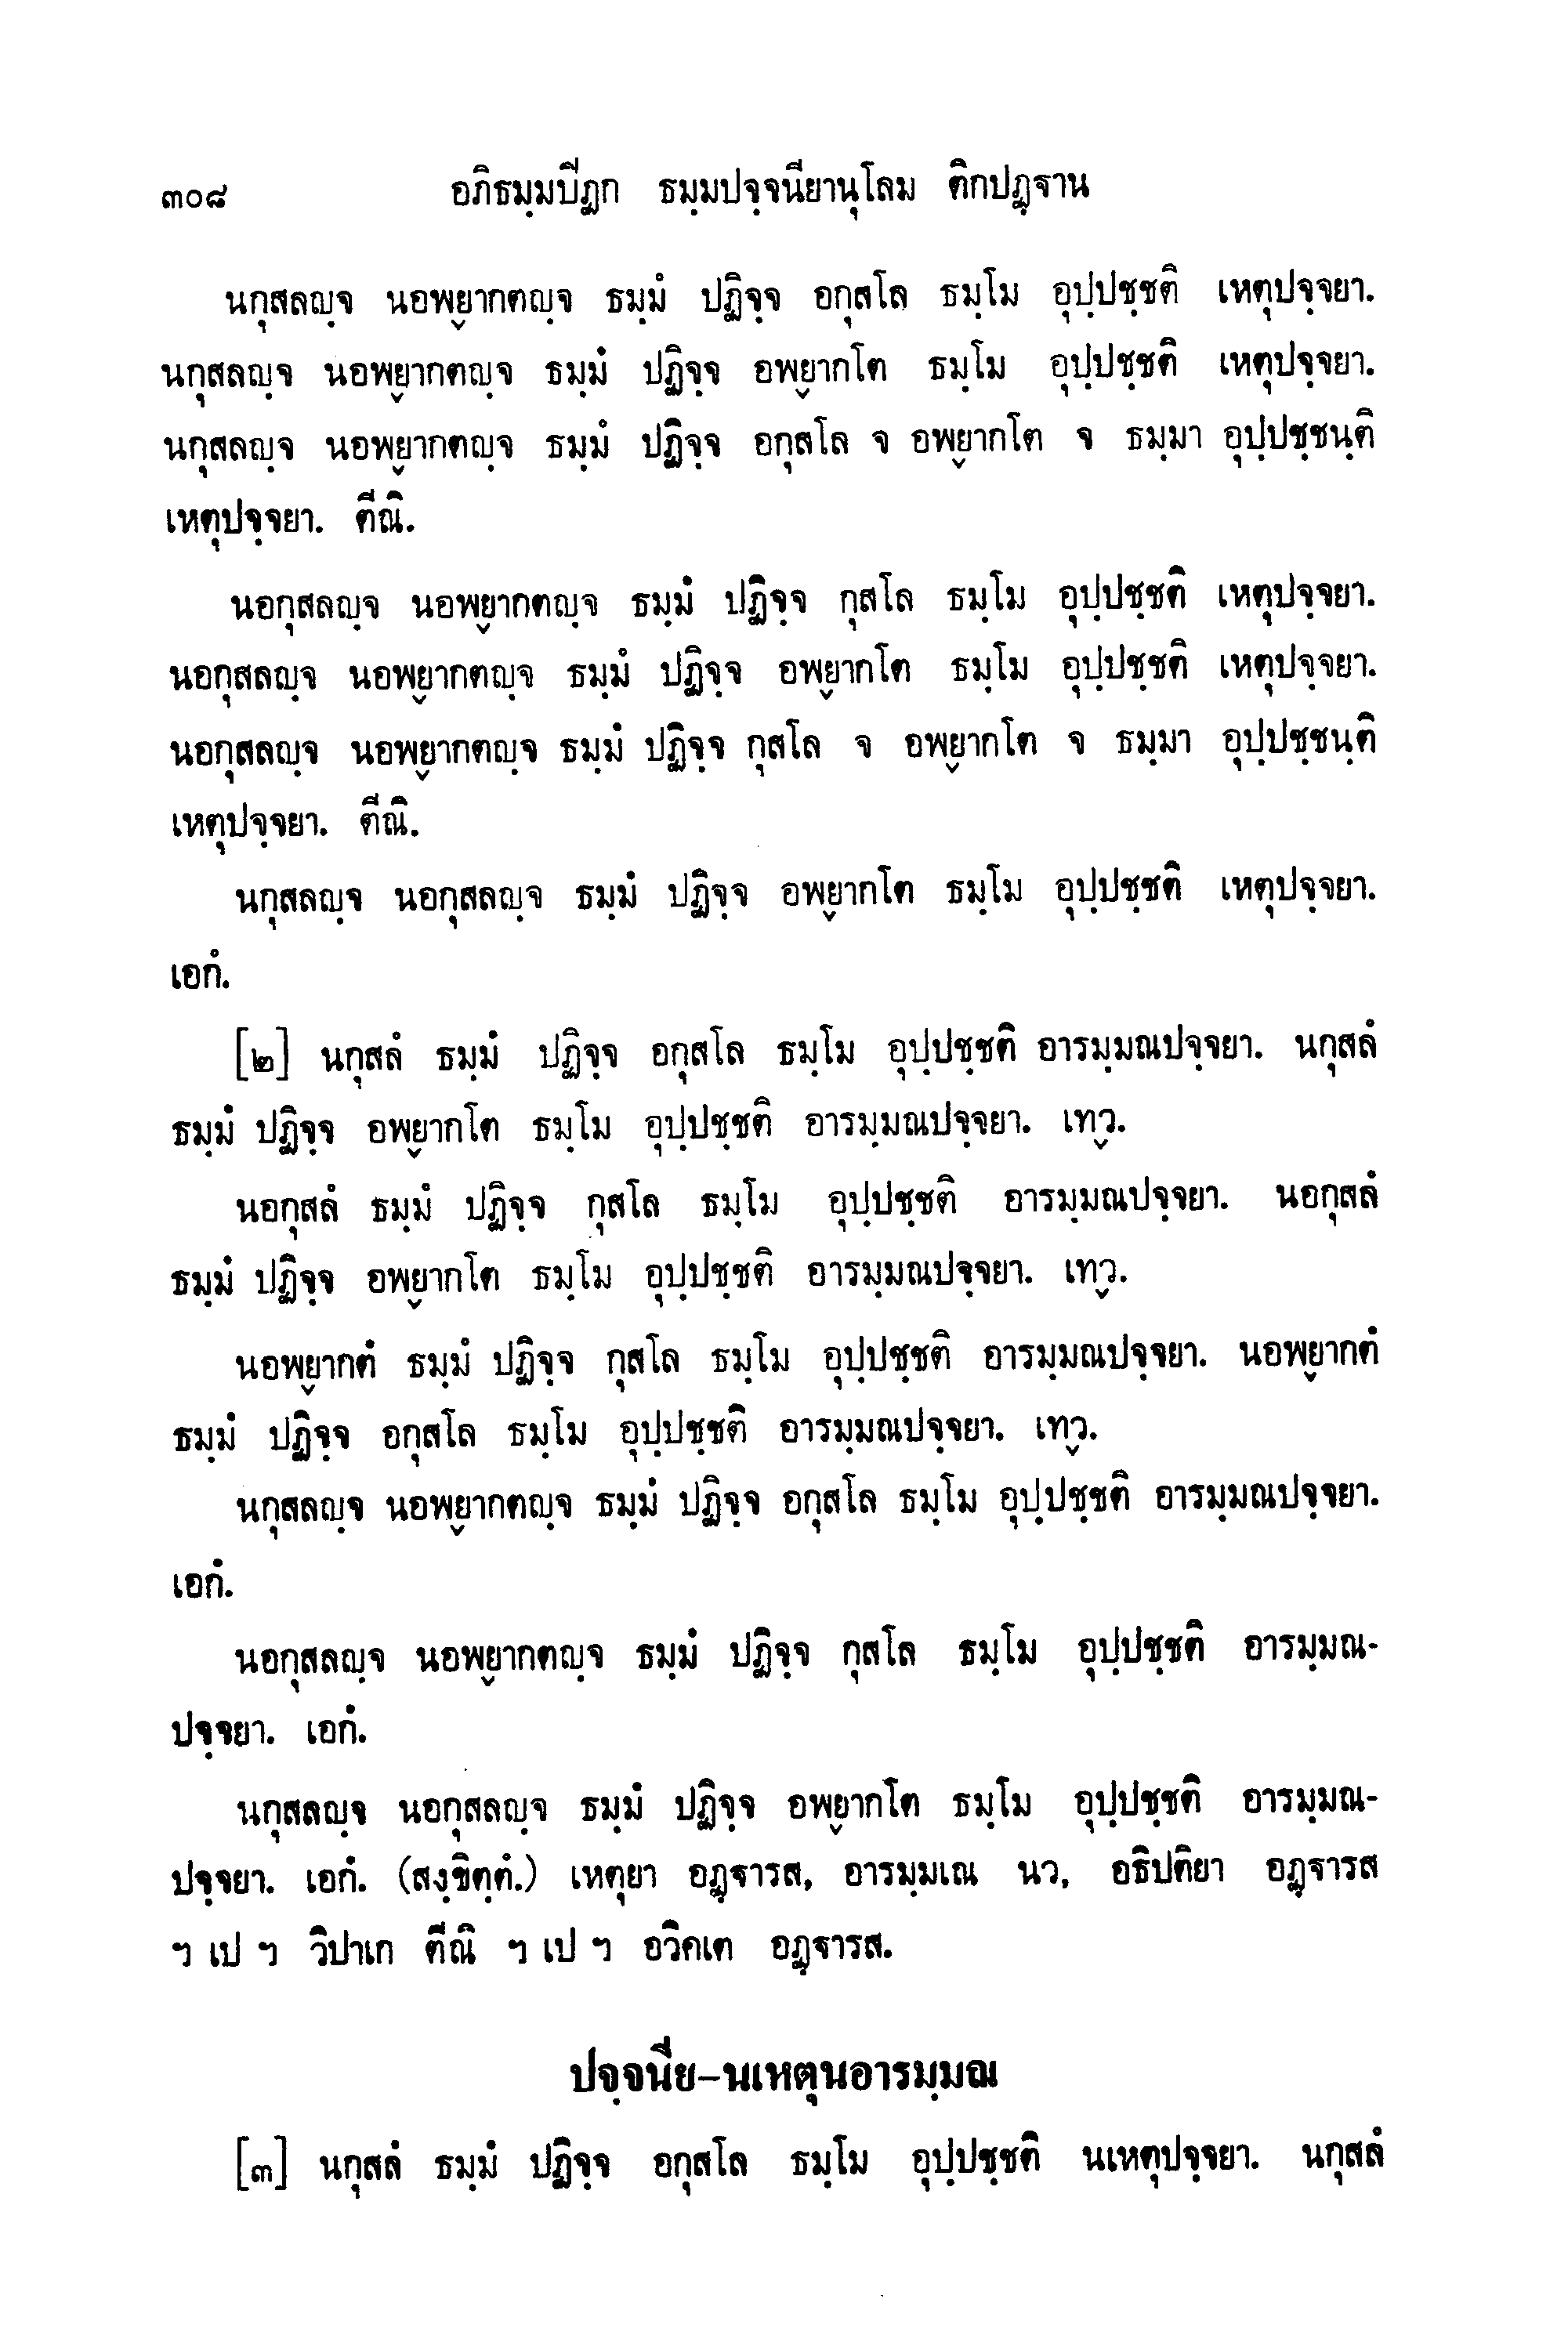 ๓๐๘ อภิธมฺมปีฏก ธมฺมปจฺจนียานุโลม ติกปฏฺฐาน
นกุสลญฺจ นอพฺยากตญฺจ ธมฺมํ ปฏิจฺจ อกุสโล ธมฺโม อุปฺปชฺชติ เหตุปจฺจยา.
นกุสลญฺจ นอพฺยากตญฺจ ธมฺมํ ปฏิจฺจ อพฺยากโต ธมฺโม อุปฺปชฺชติ เหตุปจฺจยา.
นกุสลญฺจ นอพฺยากตญฺจ ธมฺมํ ปฏิจฺจ อกุสโล จ อพฺยากโต จ ธมฺมา อุปฺปชฺชนฺติ
เหตุปจฺจยา. ตีณิ.
นอกุสลญฺจ นอพฺยากตญฺจ ธมฺมํ ปฏิจฺจ กุสโล ธมฺโม อุปฺปชฺชติ เหตุปจฺจยา.
นอกุสลญฺจ นอพฺยากตญฺจ ธมฺมํ ปฏิจฺจ อพฺยากโต ธมฺโม อุปฺปชฺชติ เหตุปจฺจยา.
นอกุสลญฺจ นอพฺยากตญฺจ ธมฺมํ ปฏิจฺจ กุสโล จ อพฺยากโต จ ธมฺมา อุปฺปชฺชนฺติ
เหตุปจฺจยา. ตีณิ.
นกุสลญฺจ นอกุสลญฺจ ธมฺมํ ปฏิจฺจ อพฺยากโต ธมฺโม อุปฺปชฺชติ เหตุปจฺจยา.
เอกํ.
[๒] นกุสลํ ธมฺมํ ปฏิจฺจ อกุสโล ธมฺโม อุปฺปชฺชติ อารมฺมณปจฺจยา. นกุสลํ
ธมฺมํ ปฏิจฺจ อพฺยากโต ธมฺโม อุปฺปชฺชติ อารมฺมณปจฺจยา. เทฺว.
นอกุสลํ ธมฺมํ ปฏิจฺจ กุสโล ธมฺโม อุปฺปชฺชติ อารมฺมณปจฺจยา. นอกุสลํ
ธมฺมํ ปฏิจฺจ อพฺยากโต ธมฺโม อุปฺปชฺชติ อารมฺมณปจฺจยา. เทฺว.
นอพฺยากตํ ธมฺมํ ปฏิจฺจ กุสโล ธมฺโม อุปฺปชฺชติ อารมฺมณปจฺจยา. นอพฺยากตํ
ธมฺมํ ปฏิจฺจ อกุสโล ธมฺโม อุปฺปชฺชติ อารมฺมณปจฺจยา. เทฺว.
นกุสลญฺจ นอพฺยากตญฺจ ธมฺมํ ปฏิจฺจ อกุสโล ธมฺโม อุปฺปชฺชติ อารมฺมณปจฺจยา.
เอกํ.
นอกุสลญฺจ นอพฺยากตญฺจ ธมฺมํ ปฏิจฺจ กุสโล ธมฺโม อุปฺปชฺชติ อารมฺมณ-
ปจฺจยา. เอกํ.
นกุสลญฺจ นอกุสลญฺจ ธมฺมํ ปฏิจฺจ อพฺยากโต ธมฺโม อุปฺปชฺชติ อารมฺมณ-
ปจฺจยา. เอกํ. (สงฺขิตฺตํ.) เหตุยา อฏฺฐารส, อารมฺมเณ นว, อธิปติยา อฏฺฐารส
ฯ เป ฯ วิปาเก ตีณิ ฯ เป ฯ อวิคเต อฏฺฐารส.
ปจฺจนีย-นเหตุนอารมฺมณ
[๓] นกุสลํ ธมฺมํ ปฏิจฺจ อกุสโล ธมฺโม อุปฺปชฺชติ นเหตุปจฺจยา. นกุสลํ